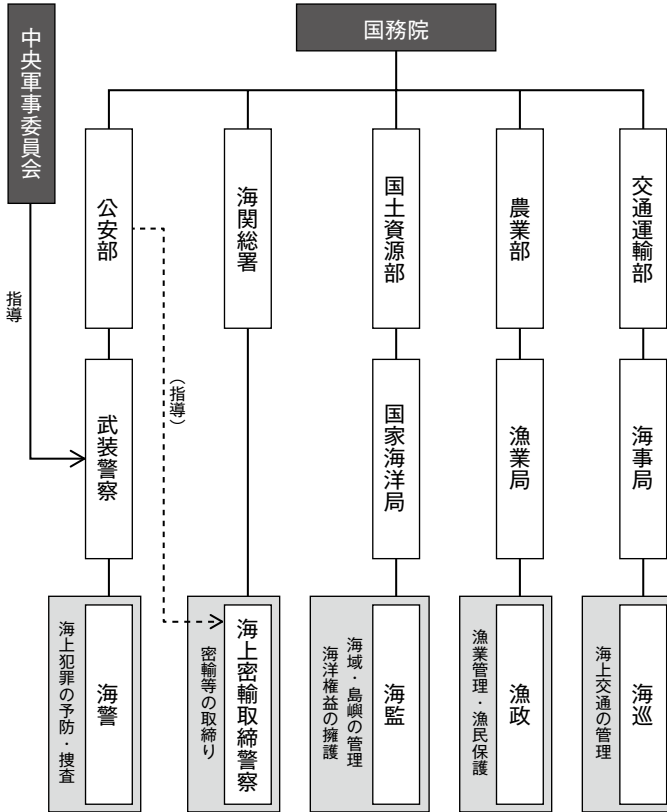 中央軍事委員会
国務院
公安部
海関総署
国土資源部
農業部
交通運輸部
指導
(指導)
武装警察
国家海洋局
漁業局
海事局
海警
海上犯罪の予防・捜査
海上密輸取締警察
密輸等の取締り
海監
海域・島嶼の管理
海洋権益の擁護
漁政
漁業管理・漁民保護
海巡
海上交通の管理